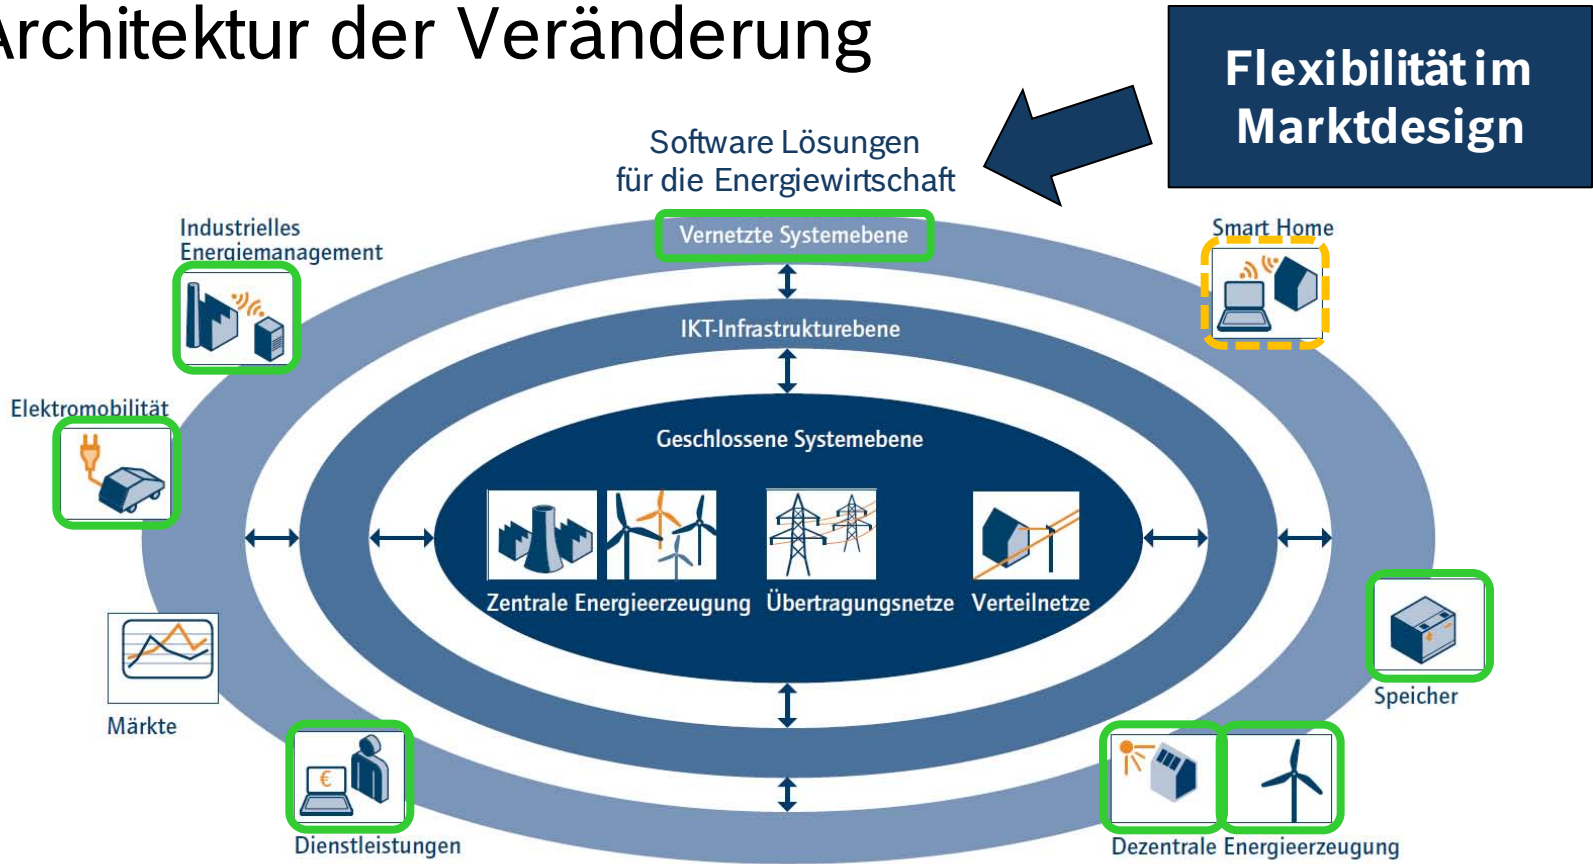 Architektur der Veränderung
Flexibilität im
Marktdesign
Software Lösungen
für die Energiewirtschaft
Industrielles
Energiemanagement
Vernetzte Systemebene
Smart Home
IKT-Infrastrukturebene
Elektromobilität
Geschlossene Systemebene
Zentrale Energieerzeugung
Übertragungsnetze
Verteilnetze
Speicher
Märkte
€
Dienstleistungen
Dezentrale Energieerzeugung